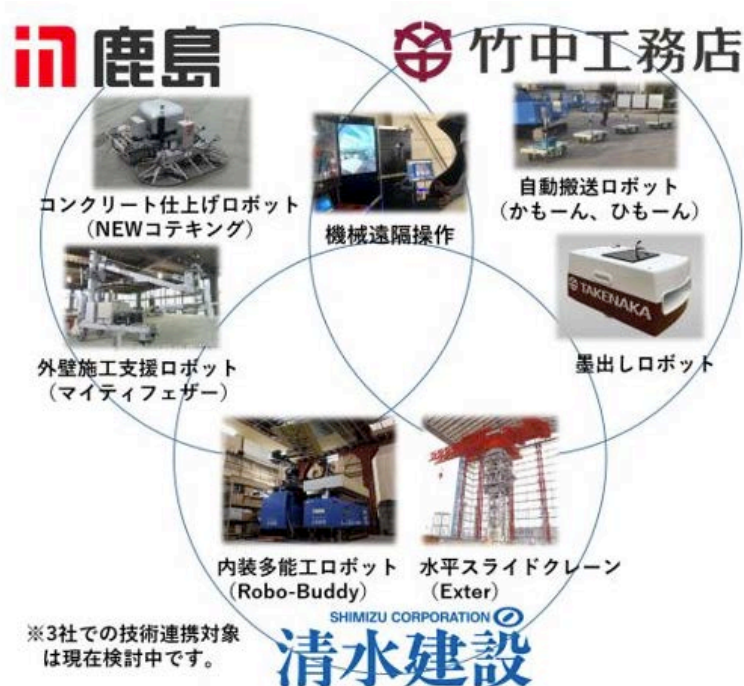 鹿島
竹中工務店
コンクリート仕上げロボット
（NEWコテキング）
機械遠隔操作
自動搬送ロボット
（かもーん、ひもーん）
TAKENAKA
外壁施工支援ロボット
（マイティフェザー）
墨出しロボット
内装多能工ロボット
（Robo-Buddy）
水平スライドクレーン
（Exter）
※3社での技術連携対象
は現在検討中です。
SHIMIZU CORPORATION
清水建設